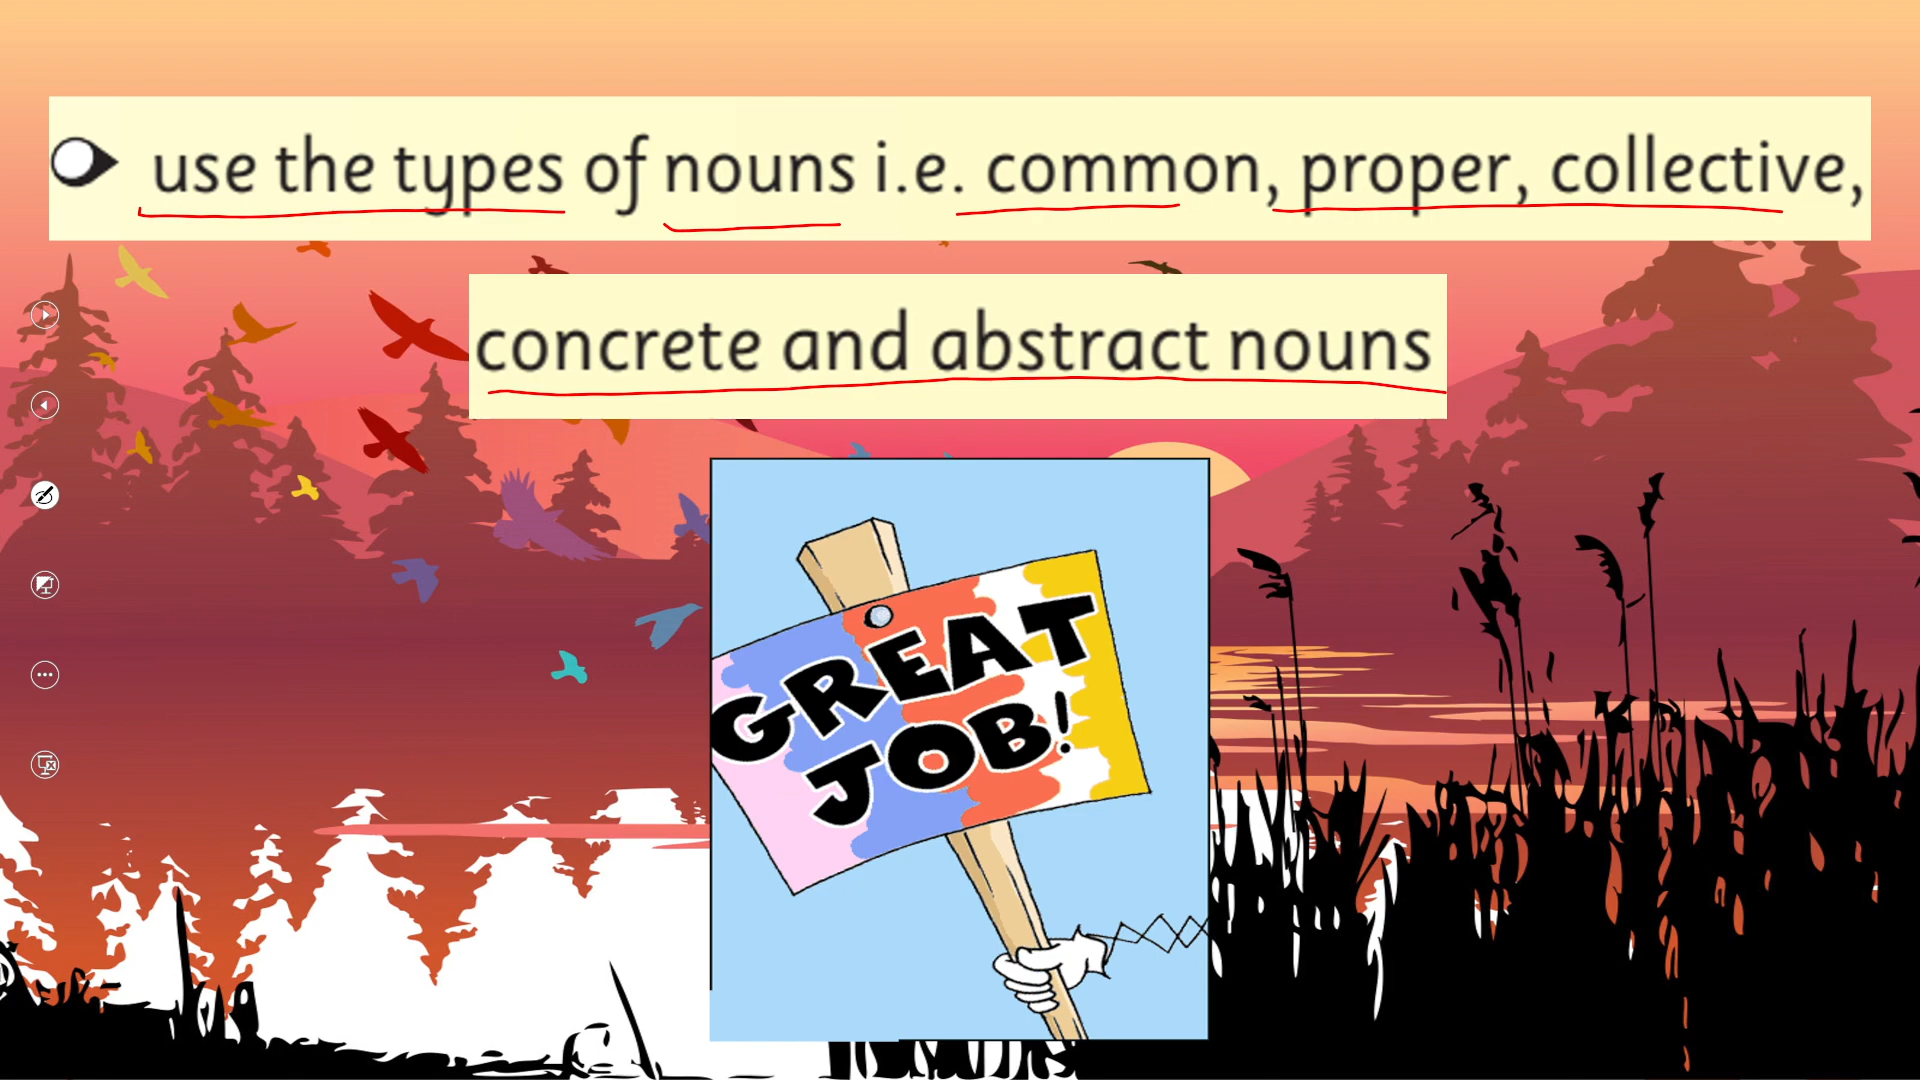 use the types of nouns i.e. common, proper, collective,
concrete and abstract nouns
GREAT
JOB!